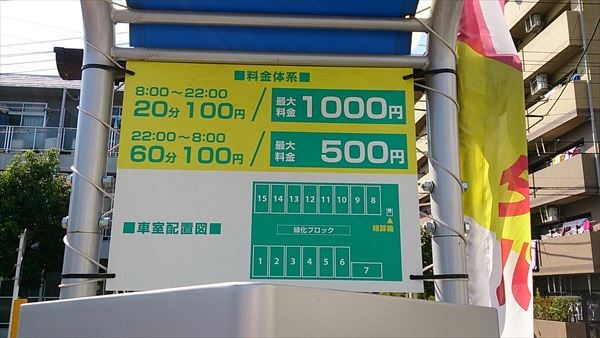 ■料金体系■
8:00～22:00
20分100円/最大料金1000円
22:00～8:00
60分100円/最大料金500円
15 14 13 12 11 10 9 8
精算機
緑化ブロック
■車室配置図■
1 2 3 4 5 6 7